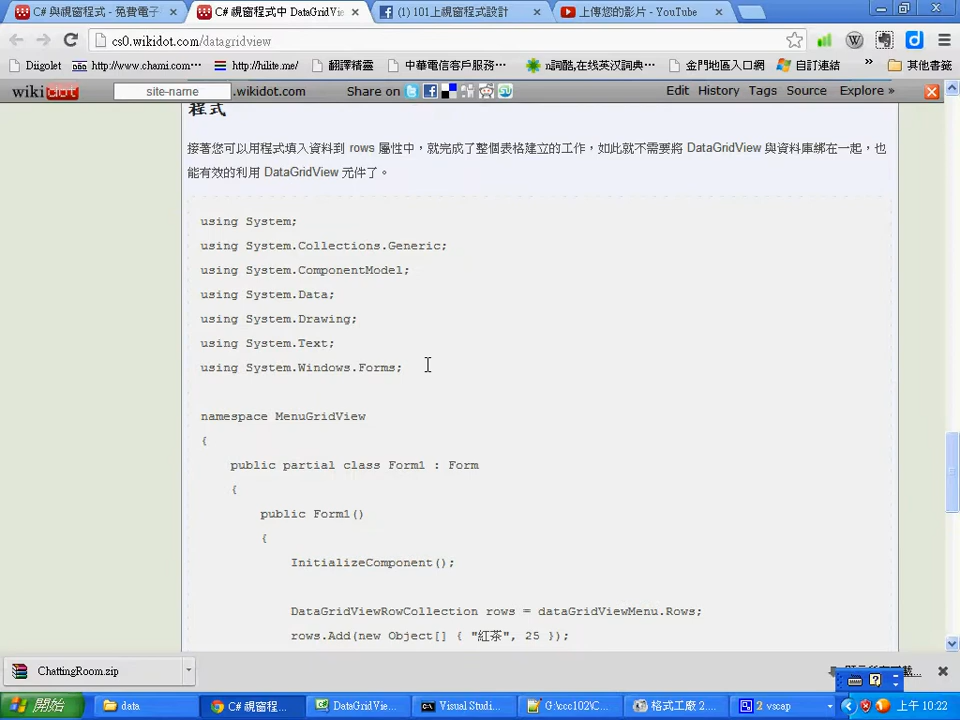 C# 與視窗程式 - 免費電子
C# 視窗程式中 DataGridVie
(1) 101上視窗程式設計
上傳您的影片 - YouTube
cs0.wikidot.com/datagridview
Diigolet
http://www.chami.com…
http://hilite.me/
翻譯精靈
中華電信客戶服務…
n詞酷,在线英汉词典…
金門地區入口網
自訂連結
»
其他書籤
wikidot
site-name
.wikidot.com
Share on
Edit
History
Tags
Source
Explore »
程式
接著您可以用程式填入資料到 rows 屬性中，就完成了整個表格建立的工作，如此就不需要將 DataGridView 與資料庫綁在一起，也
能有效的利用 DataGridView 元件了。
using System;
using System.Collections.Generic;
using System.ComponentModel;
using System.Data;
using System.Drawing;
using System.Text;
using System.Windows.Forms;
namespace MenuGridView
{
public partial class Form1 : Form
{
public Form1()
{
InitializeComponent();
DataGridViewRowCollection rows = dataGridViewMenu.Rows;
rows.Add(new Object[] { "紅茶", 25 });
ChattingRoom.zip
開始
data
C# 視窗程...
DataGridVie...
Visual Studi...
G:\ccc102\C...
格式工廠 2....
2 vscap
上午 10:22